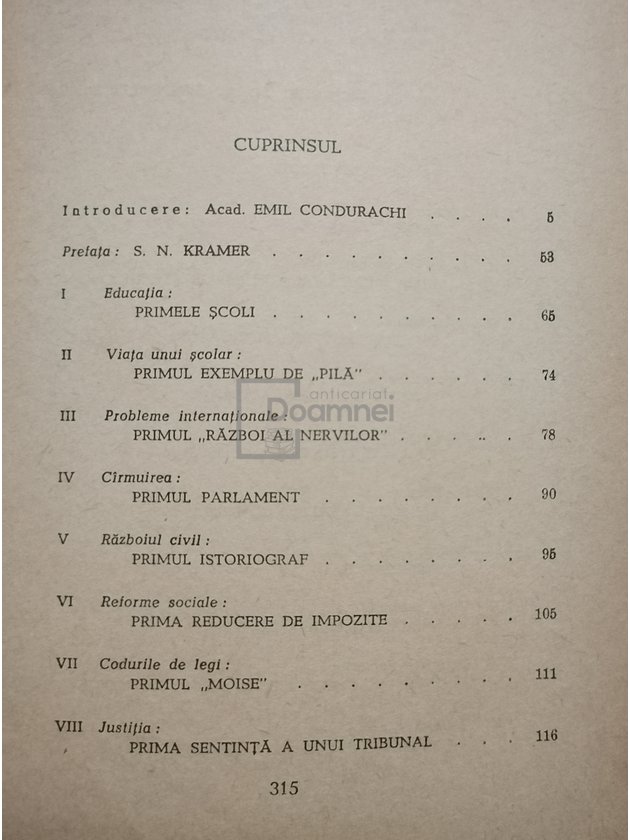 CUPRINSUL
Introducere: Acad. EMIL CONDURACHI . . . . 5
Prefața: S. N. KRAMER . . . . . . . . . . 53
I Educația:
PRIMELE ȘCOLI . . . . . . . . . . 65
II Viața unui școlar:
PRIMUL EXEMPLU DE „PILĂ” . . . . . . 74
III Probleme internaționale:
PRIMUL „RĂZBOI AL NERVILOR” . . . . . 78
IV Cîrmuirea:
PRIMUL PARLAMENT . . . . . . . . 90
V Războiul civil:
PRIMUL ISTORIOGRAF . . . . . . . . 95
VI Reforme sociale:
PRIMA REDUCERE DE IMPOZITE . . . . . 105
VII Codurile de legi:
PRIMUL „MOISE” . . . . . . . . . 111
VIII Justiția:
PRIMA SENTINȚĂ A UNUI TRIBUNAL . . . 116
315
anticariat
Doamnei